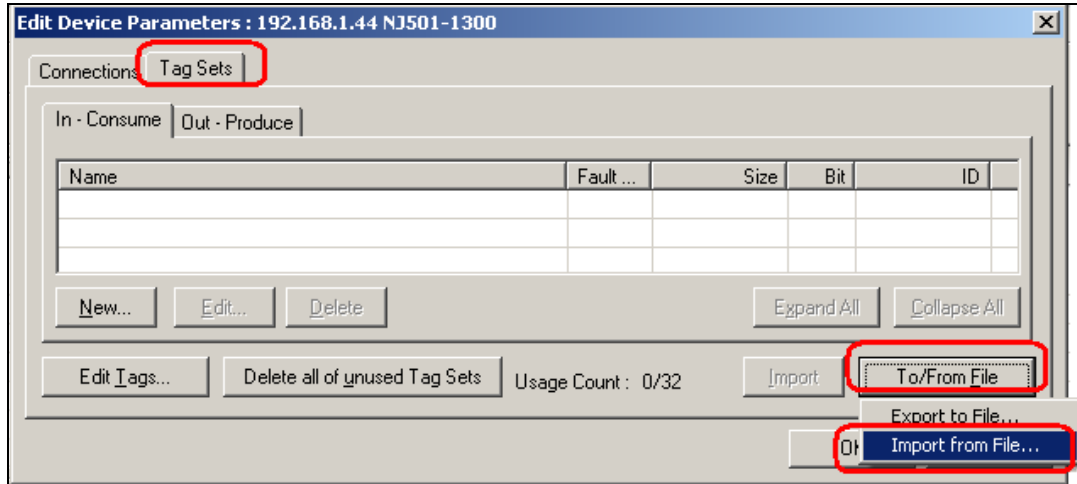 Edit Device Parameters : 192.168.1.44 NJ501-1300
Connections Tag Sets
In - Consume Out - Produce
Name Fault ... Size Bit ID
New... Edit... Delete Expand All Collapse All
Edit Tags... Delete all of unused Tag Sets Usage Count : 0/32 Import To/From File
Export to File...
Import from File...